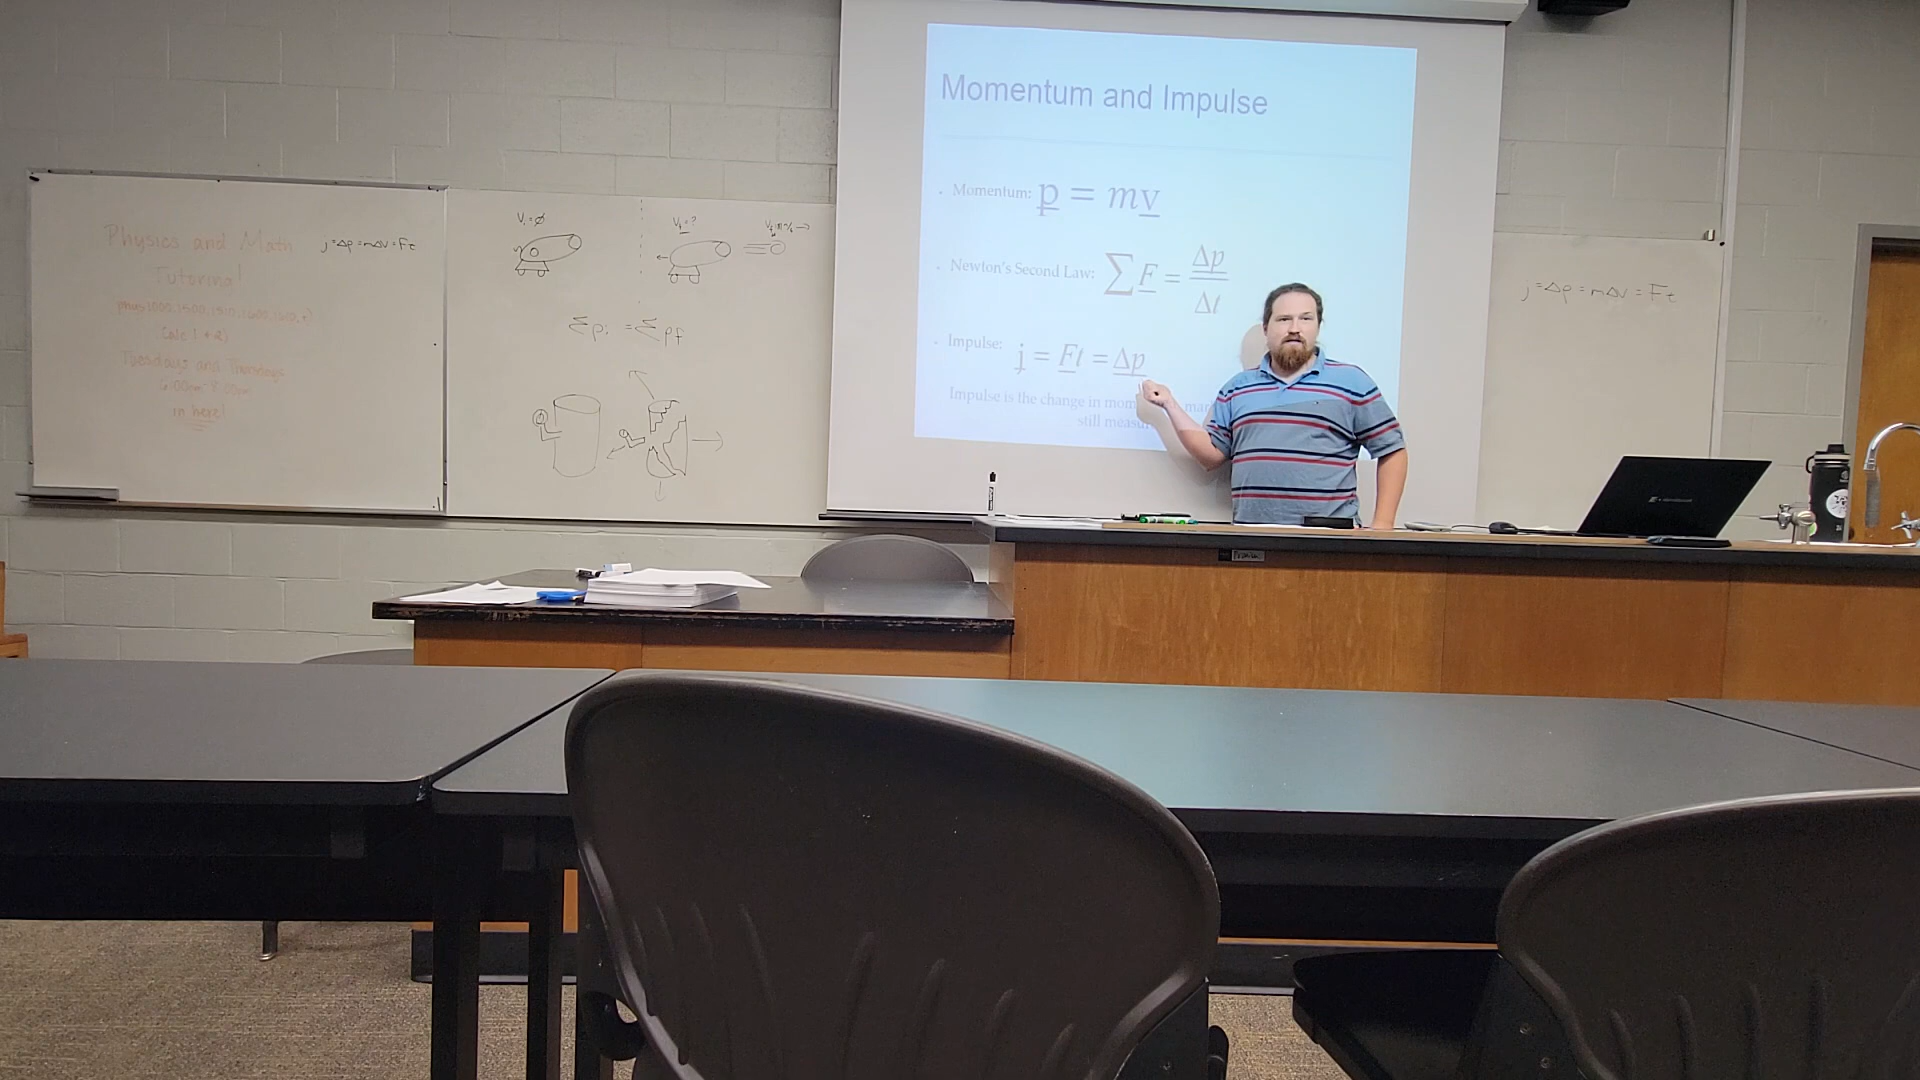 Physics and Math
Tutoring!
Calc 1 + 2)
Tuesdays and Thursdays
in here!
j = Δp = mΔv = Ft
Vᵢ = ∅
V = ?
Σpᵢ = Σpf
Momentum and Impulse
• Momentum: p = mv
• Newton's Second Law: ∑F = Δp/Δt
• Impulse: j = Ft = Δp
Impulse is the change in
still
j = Δp = mΔv = Ft